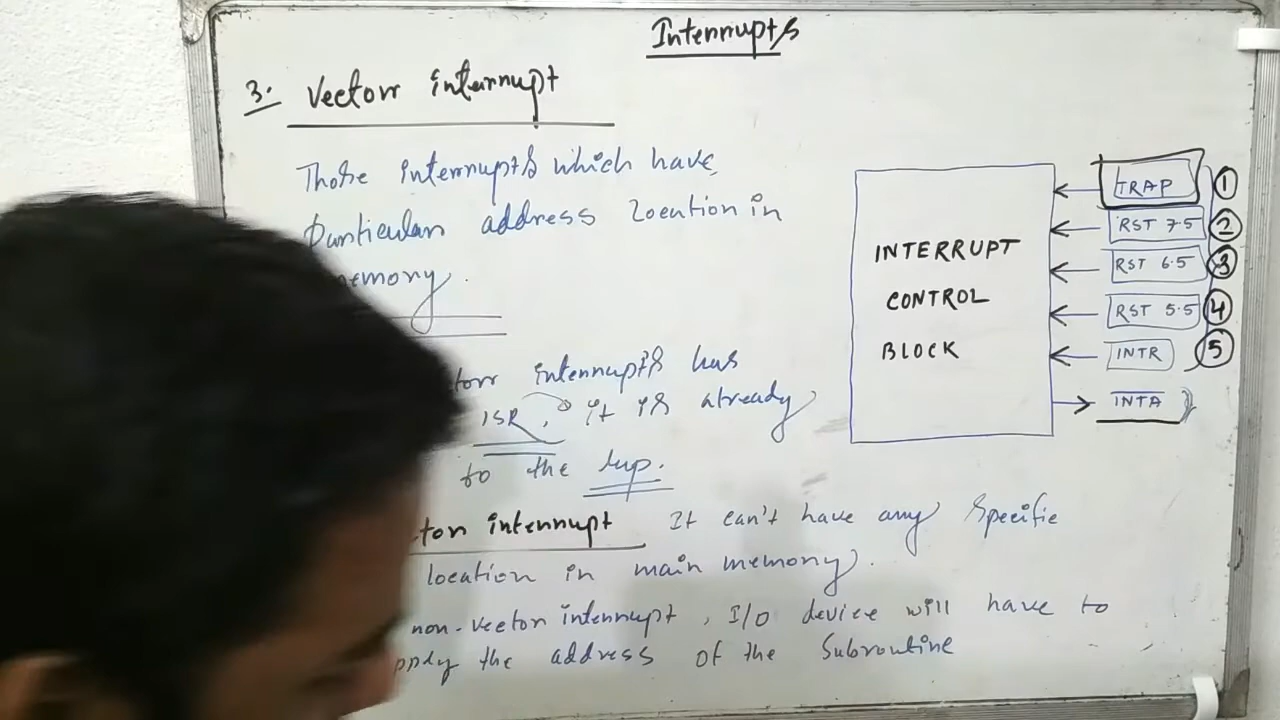 Interrupts
3. Vector interrupt
Those interrupts which have
Particular address location in
memory.
interrupts has
ISR, it is already
to the μp.
interrupt It can't have any specific
location in main memory.
non-vector interrupt, I/O device will have to
the address of the subroutine
INTERRUPT
CONTROL
BLOCK
TRAP 1
RST 7.5 2
RST 6.5 3
RST 5.5 4
INTR 5
INTA